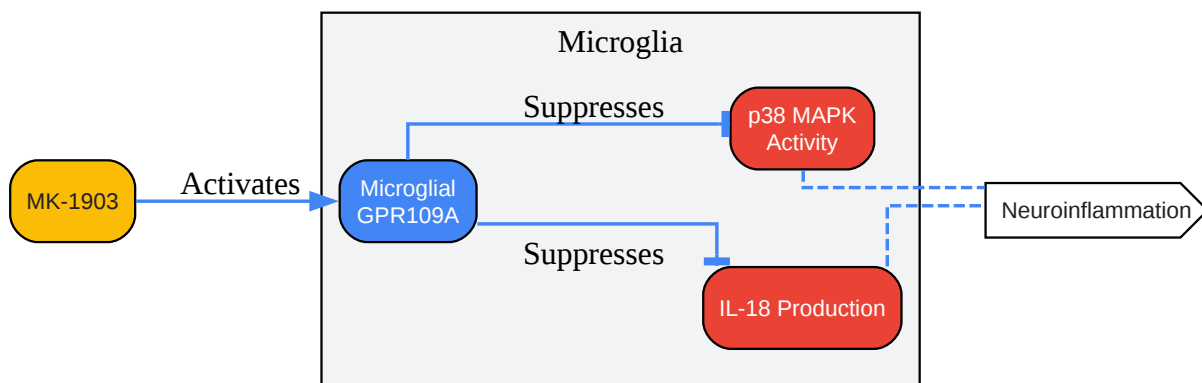 Microglia
Suppresses
p38 MAPK
Activity
MK-1903
Activates
Microglial
GPR109A
Neuroinflammation
Suppresses
IL-18 Production